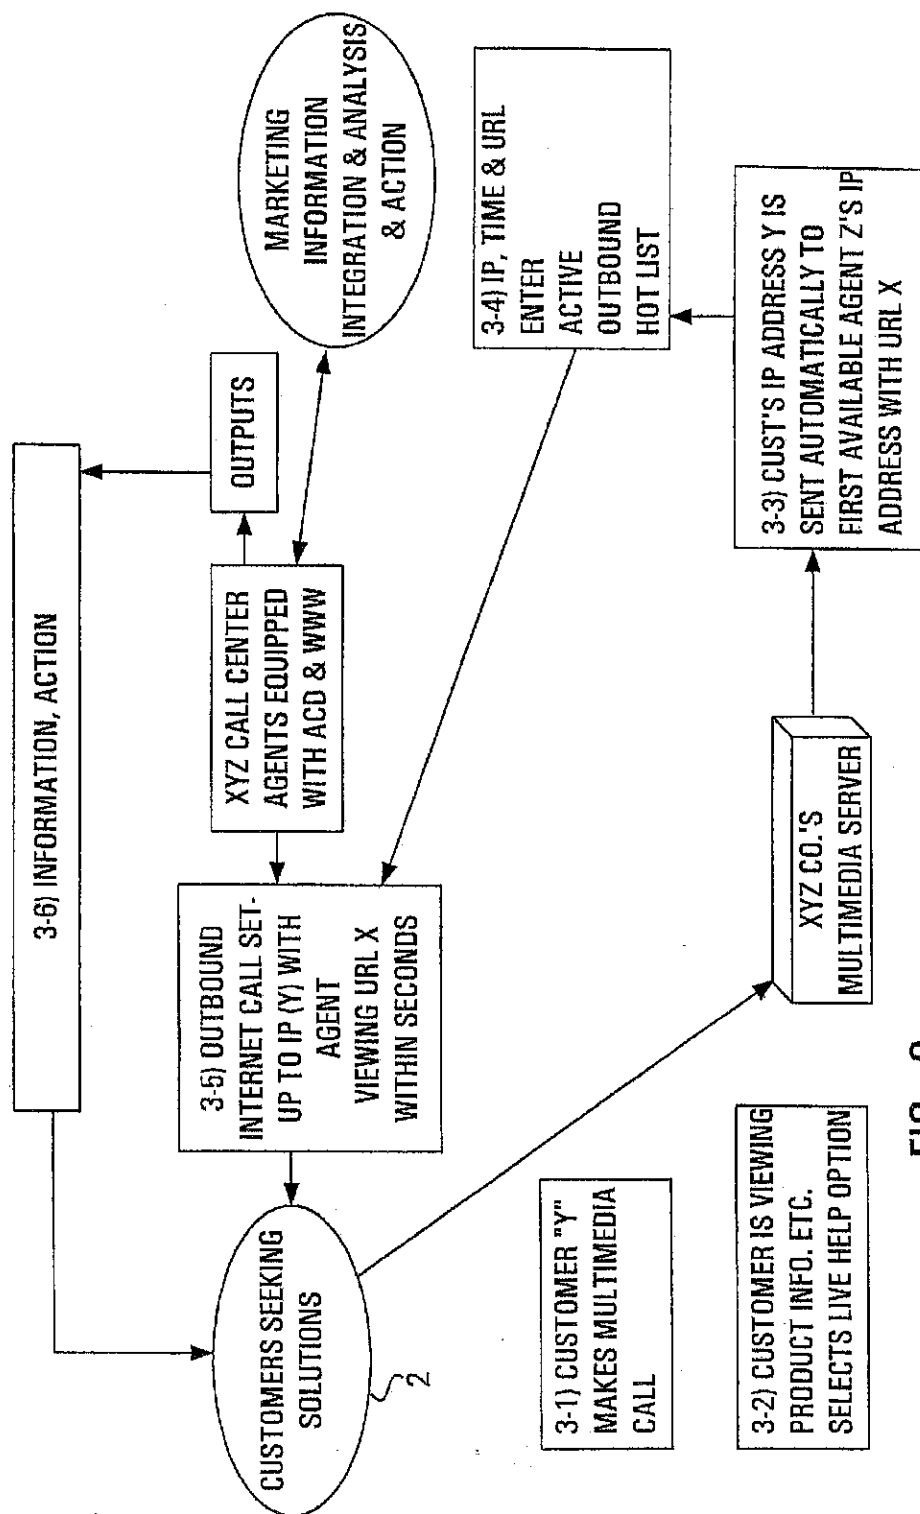 3-6) INFORMATION, ACTION
OUTPUTS
MARKETING
INFORMATION
INTEGRATION & ANALYSIS
& ACTION
XYZ CALL CENTER
AGENTS EQUIPPED
WITH ACD & WWW
3-5) OUTBOUND
INTERNET CALL SET-
UP TO IP (Y) WITH
AGENT
VIEWING URL X
WITHIN SECONDS
CUSTOMERS SEEKING
SOLUTIONS
2
3-4) IP, TIME & URL
ENTER
ACTIVE
OUTBOUND
HOT LIST
3-1) CUSTOMER "Y"
MAKES MULTIMEDIA
CALL
3-2) CUSTOMER IS VIEWING
PRODUCT INFO. ETC.
SELECTS LIVE HELP OPTION
XYZ CO.'S
MULTIMEDIA SERVER
3-3) CUST'S IP ADDRESS Y IS
SENT AUTOMATICALLY TO
FIRST AVAILABLE AGENT Z'S IP
ADDRESS WITH URL X